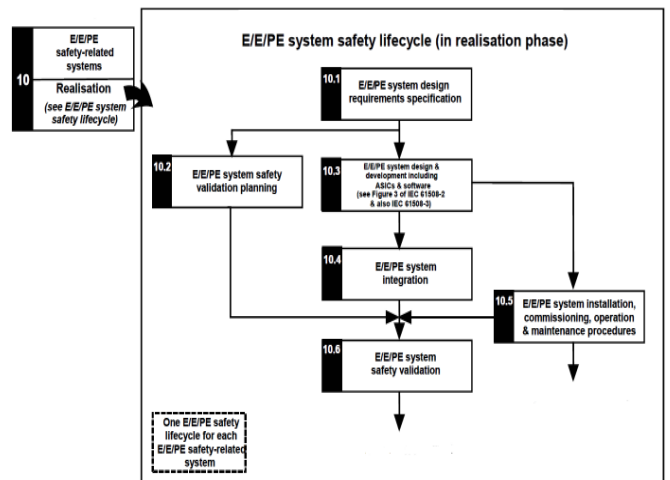 E/E/PE
safety-related
systems
10
Realisation
(see E/E/PE system
safety lifecycle)
E/E/PE system safety lifecycle (in realisation phase)
10.1
E/E/PE system design
requirements specification
10.2
E/E/PE system safety
validation planning
10.3
E/E/PE system design &
development including
ASICs & software
(see Figure 3 of IEC 61508-2
& also IEC 61508-3)
10.4
E/E/PE system
integration
10.5
E/E/PE system installation,
commissioning, operation
& maintenance procedures
10.6
E/E/PE system
safety validation
One E/E/PE safety
lifecycle for each
E/E/PE safety-related
system